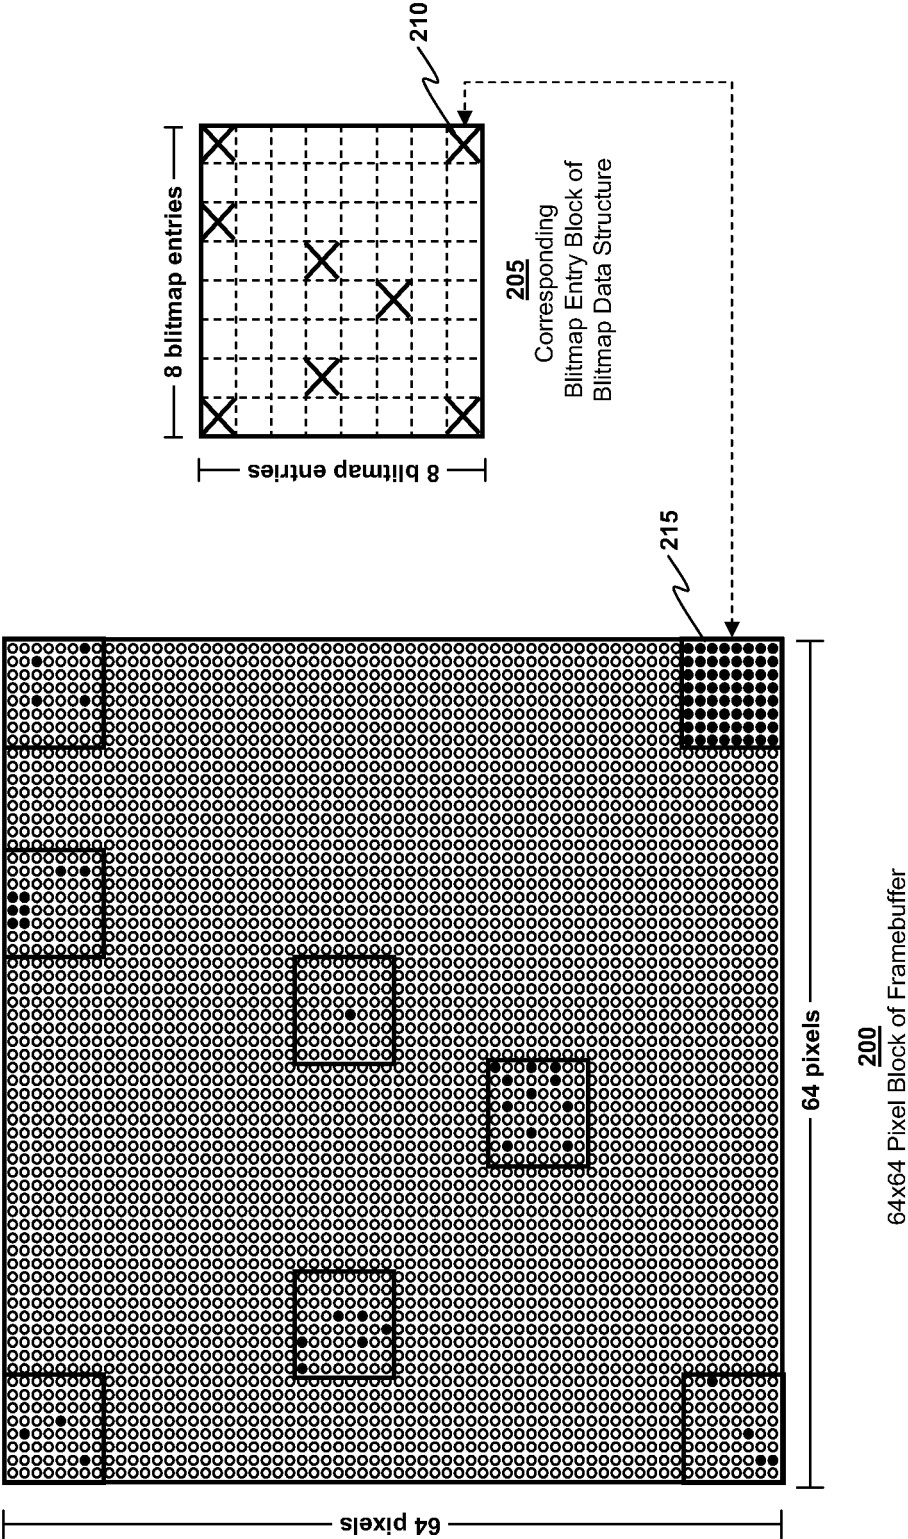 8 blitmap entries
8 blitmap entries
210
205
Corresponding
Blitmap Entry Block of
Blitmap Data Structure
215
64 pixels
64 pixels
200
64x64 Pixel Block of Framebuffer